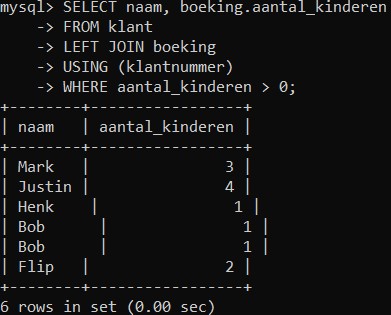 mysql> SELECT naam, boeking.aantal_kinderen
    -> FROM klant
    -> LEFT JOIN boeking
    -> USING (klantnummer)
    -> WHERE aantal_kinderen > 0;
+--------+-----------------+
| naam   | aantal_kinderen |
+--------+-----------------+
| Mark   |               3 |
| Justin |               4 |
| Henk    |               1 |
| Bob      |               1 |
| Bob      |               1 |
| Flip   |               2 |
+--------+-----------------+
6 rows in set (0.00 sec)